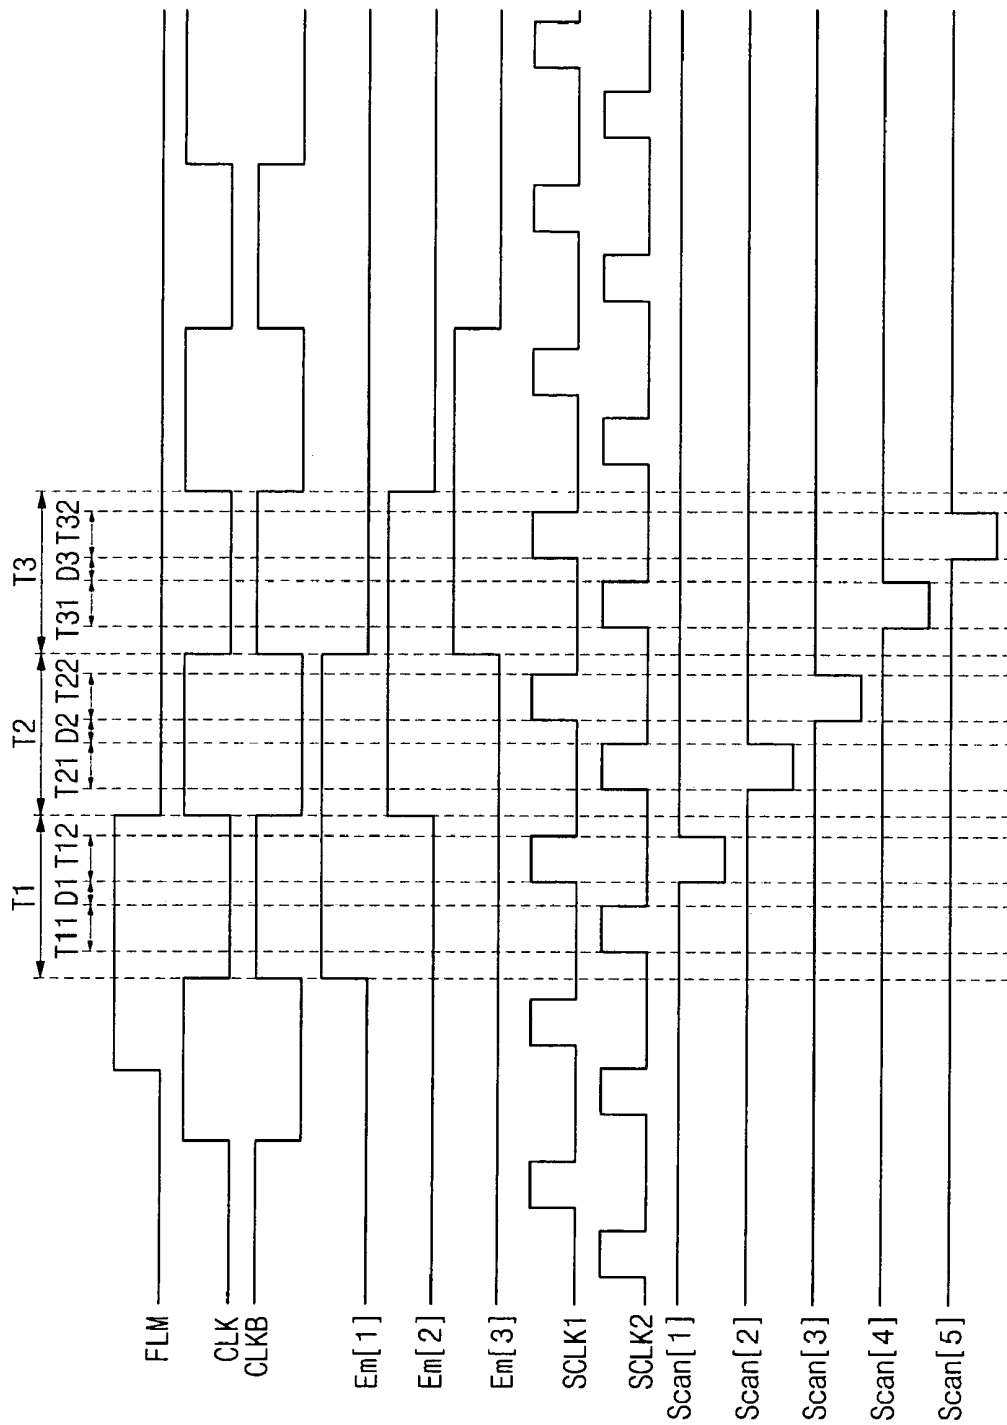 T1
T2
T3
T11 D1 T12
T21 D2 T22
T31 D3 T32
FLM
CLK
CLKB
Em[1]
Em[2]
Em[3]
SCLK1
SCLK2
Scan[1]
Scan[2]
Scan[3]
Scan[4]
Scan[5]